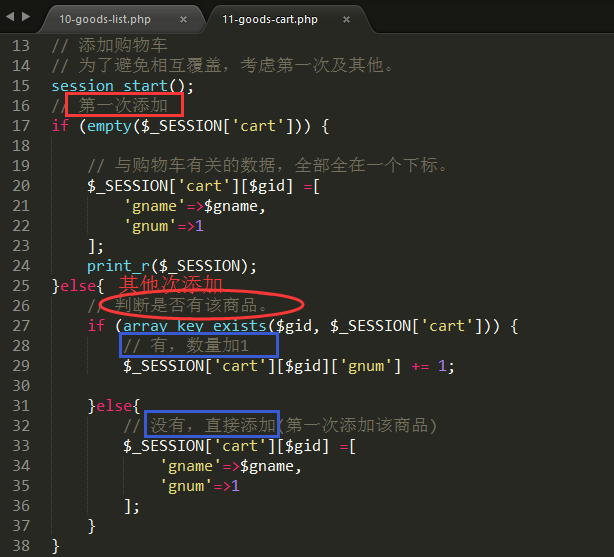 10-goods-list.php × 11-goods-cart.php ×
13 // 添加购物车
14 // 为了避免相互覆盖，考虑第一次及其他。
15 session_start();
16 // 第一次添加
17 if (empty($_SESSION['cart'])) {
18
19 // 与购物车有关的数据，全部全在一个下标。
20 $_SESSION['cart'][$gid] =[
21 'gname'=>$gname,
22 'gnum'=>1
23 ];
24 print_r($_SESSION);
25 }else{ 其他次添加
26 // 判断是否有该商品。
27 if (array_key_exists($gid, $_SESSION['cart'])) {
28 // 有，数量加1
29 $_SESSION['cart'][$gid]['gnum'] += 1;
30
31 }else{
32 // 没有，直接添加(第一次添加该商品)
33 $_SESSION['cart'][$gid] =[
34 'gname'=>$gname,
35 'gnum'=>1
36 ];
37 }
38 }